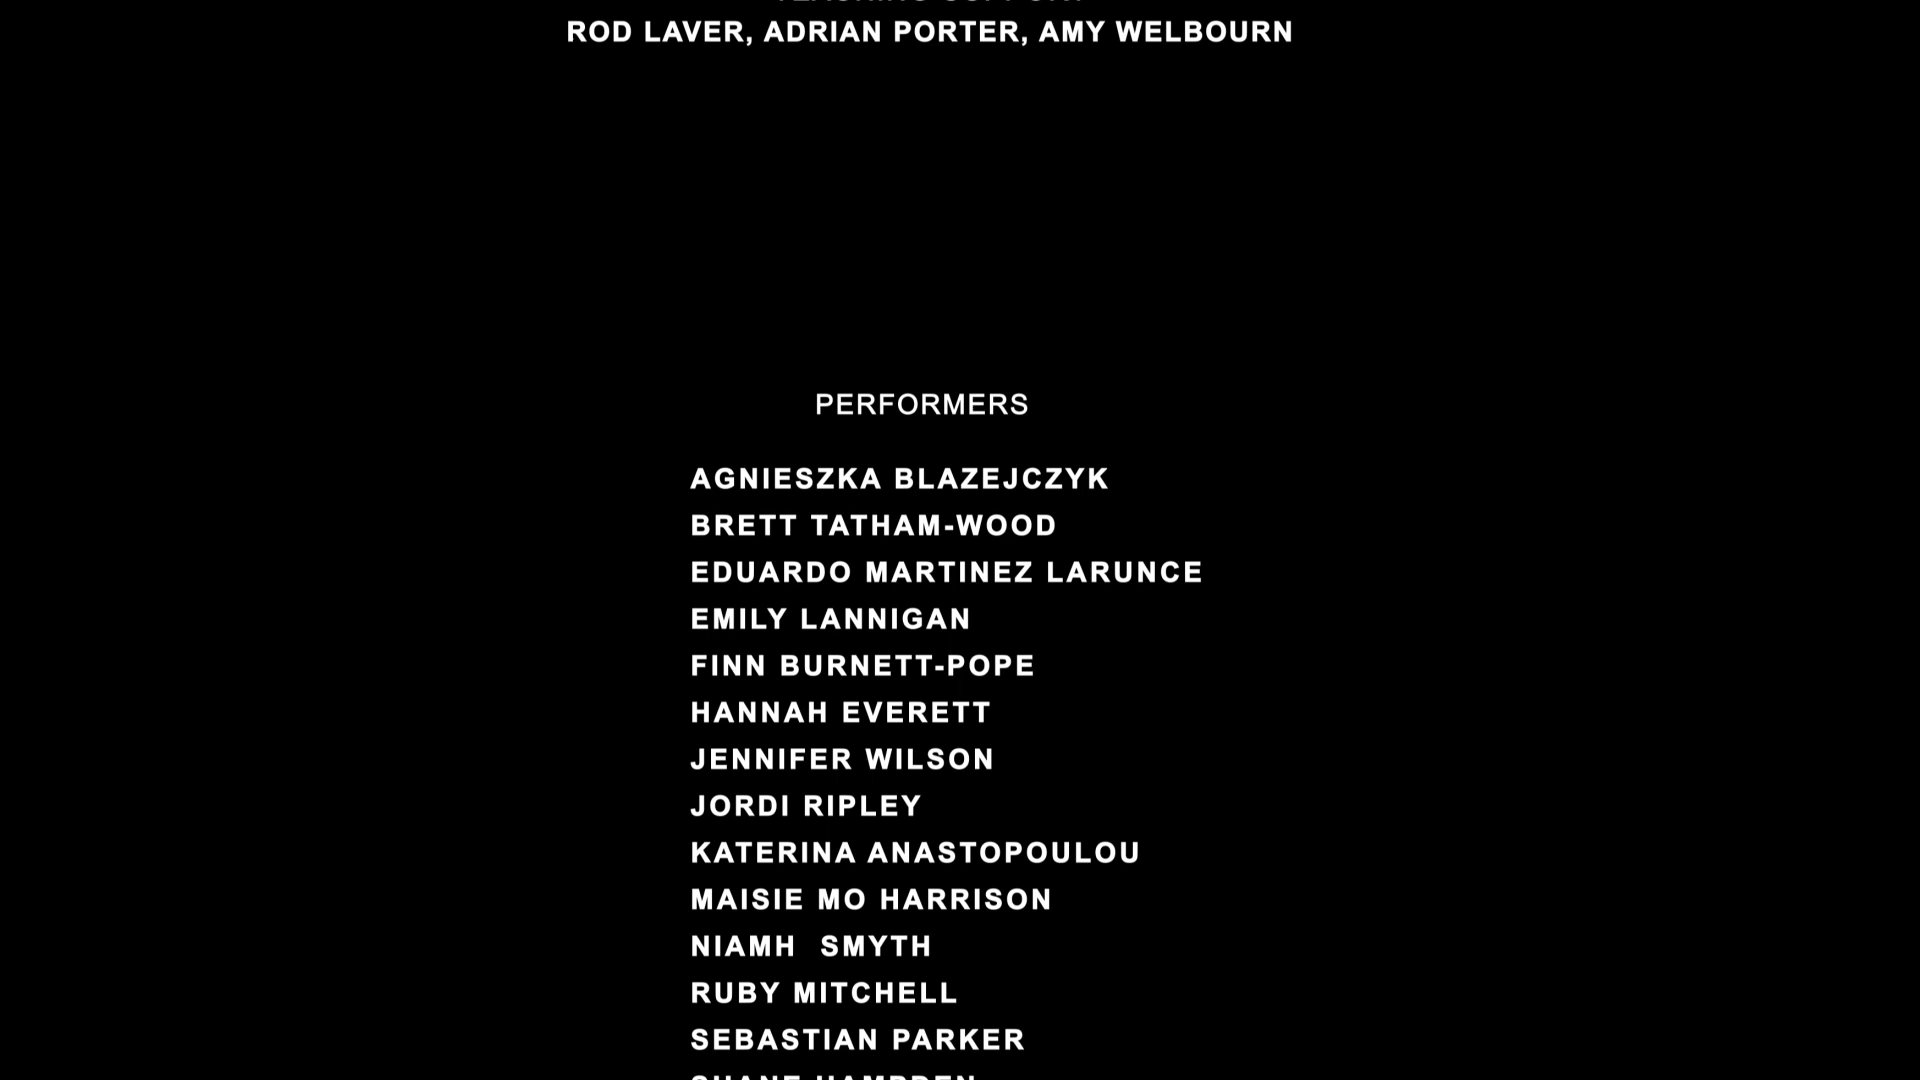 ROD LAVER, ADRIAN PORTER, AMY WELBOURN
PERFORMERS
AGNIESZKA BLAZEJCZYK
BRETT TATHAM-WOOD
EDUARDO MARTINEZ LARUNCE
EMILY LANNIGAN
FINN BURNETT-POPE
HANNAH EVERETT
JENNIFER WILSON
JORDI RIPLEY
KATERINA ANASTOPOULOU
MAISIE MO HARRISON
NIAMH  SMYTH
RUBY MITCHELL
SEBASTIAN PARKER